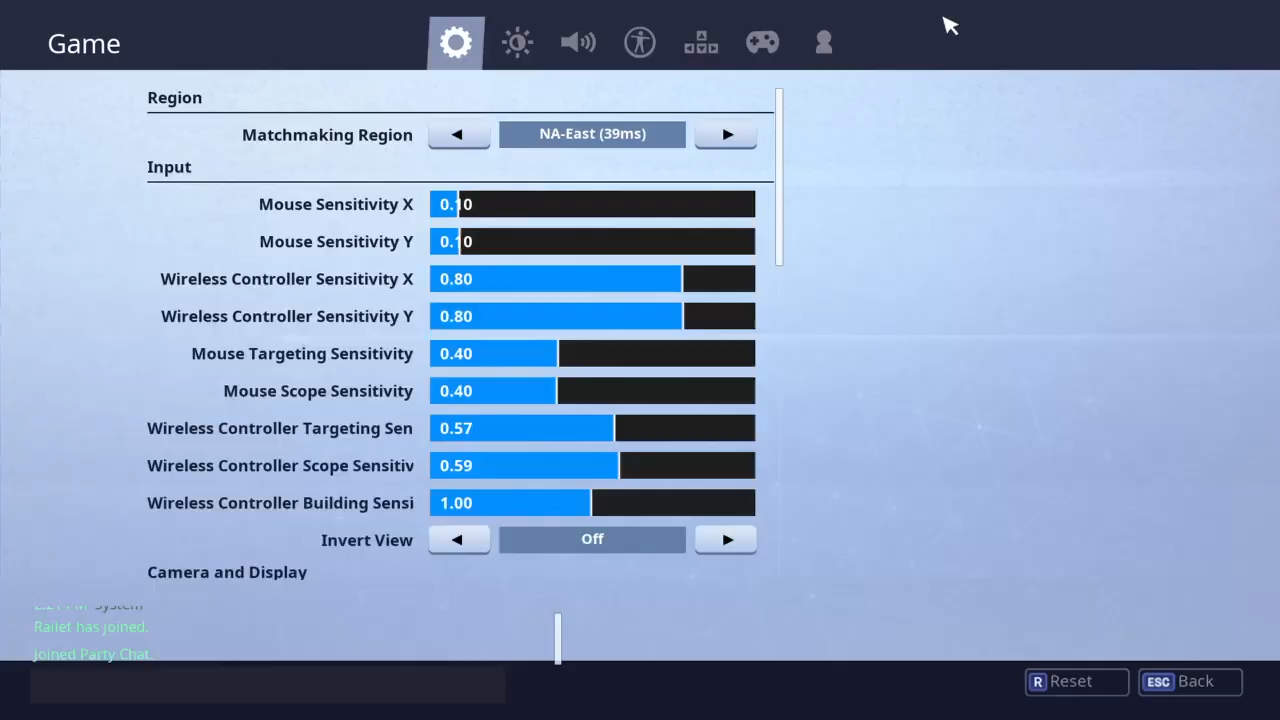 Game
Region
Matchmaking Region NA-East (39ms)
Input
Mouse Sensitivity X 0.10
Mouse Sensitivity Y 0.10
Wireless Controller Sensitivity X 0.80
Wireless Controller Sensitivity Y 0.80
Mouse Targeting Sensitivity 0.40
Mouse Scope Sensitivity 0.40
Wireless Controller Targeting Sen 0.57
Wireless Controller Scope Sensitiv 0.59
Wireless Controller Building Sensi 1.00
Invert View Off
Camera and Display
System
Railet has joined.
Joined Party Chat.
R Reset ESC Back